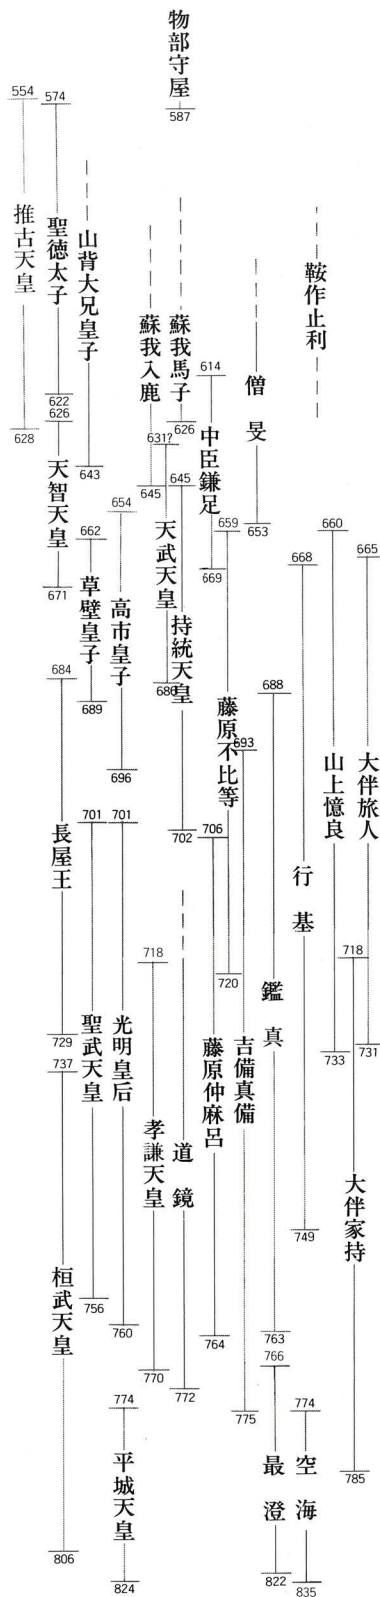 物部守屋
587
554
推古天皇
628
574
聖徳太子
622
626
天智天皇
671
684
長屋王
729
737
桓武天皇
806
山背大兄皇子
643
662
草壁皇子
689
701
聖武天皇
756
654
高市皇子
696
701
光明皇后
760
774
平城天皇
824
蘇我入鹿
645
631?
天武天皇
686
718
孝謙天皇
770
蘇我馬子
626
645
持統天皇
702
道鏡
772
614
中臣鎌足
669
706
藤原仲麻呂
764
659
藤原不比等
720
693
吉備真備
775
僧旻
653
688
鑑真
763
766
最澄
822
668
行基
749
774
空海
835
鞍作止利
660
山上憶良
733
718
大伴家持
785
665
大伴旅人
731